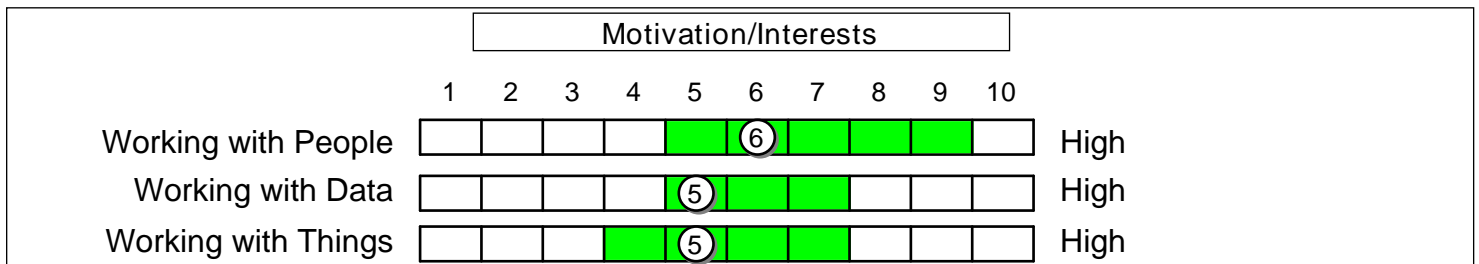 Motivation/Interests
1 2 3 4 5 6 7 8 9 10
Working with People 6 High
Working with Data 5 High
Working with Things 5 High